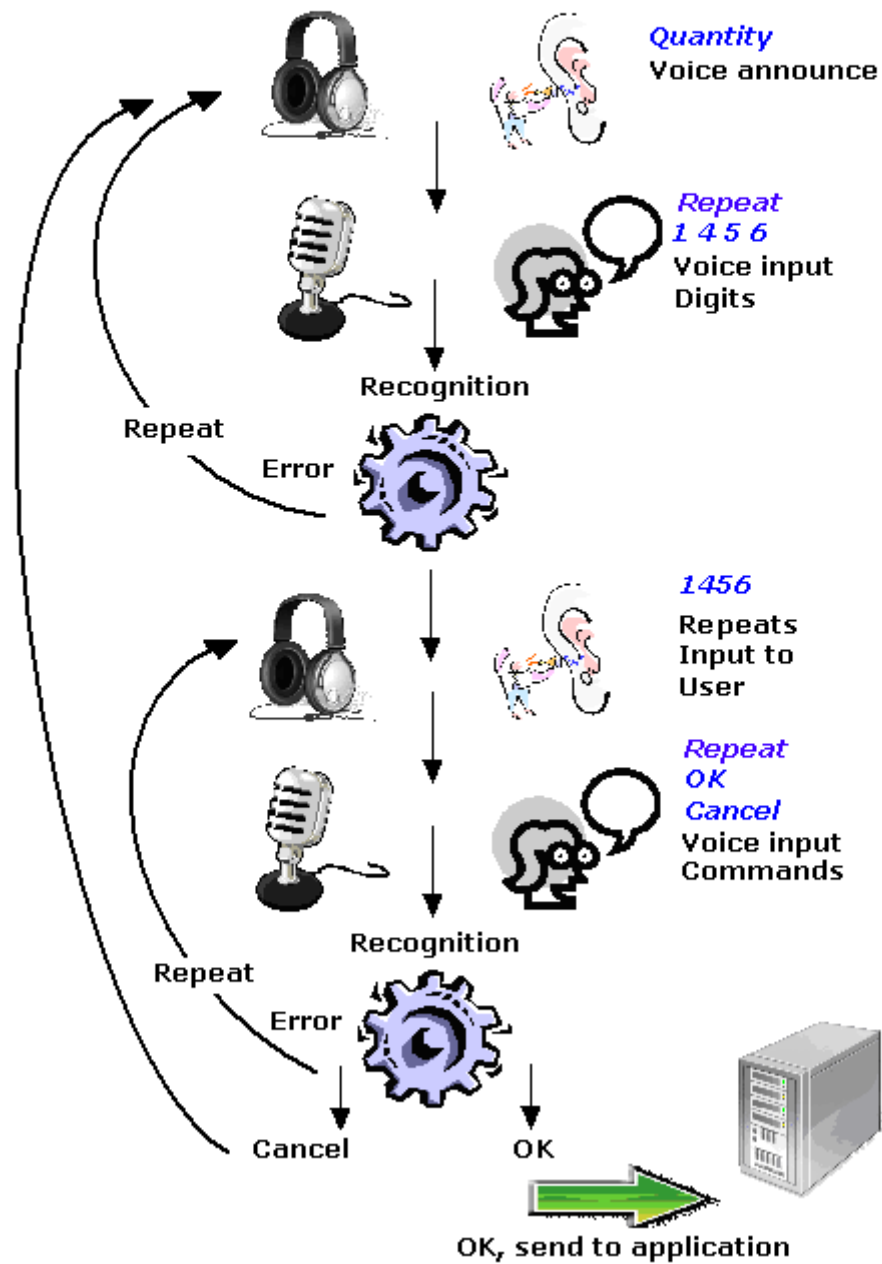 Quantity
Voice announce
Repeat
1 4 5 6
Voice input
Digits
Recognition
Repeat
Error
1456
Repeats
Input to
User
Repeat
OK
Cancel
Voice input
Commands
Recognition
Repeat
Error
Cancel
OK
OK, send to application